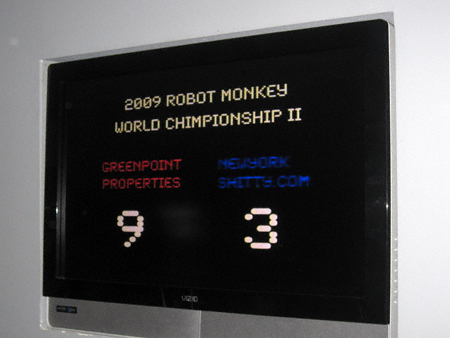 2009 ROBOT MONKEY
WORLD CHIMPIONSHIP II
GREENPOINT
PROPERTIES
NEWYORK
SHITTY.COM
9
3
VIZIO